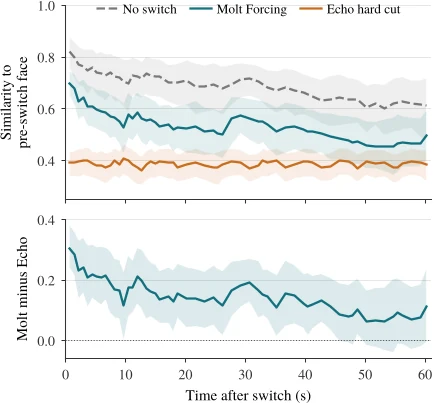 No switch Molt Forcing Echo hard cut
Similarity to
pre-switch face
1.0
0.8
0.6
0.4
Molt minus Echo
0.4
0.2
0.0
0 10 20 30 40 50 60
Time after switch (s)